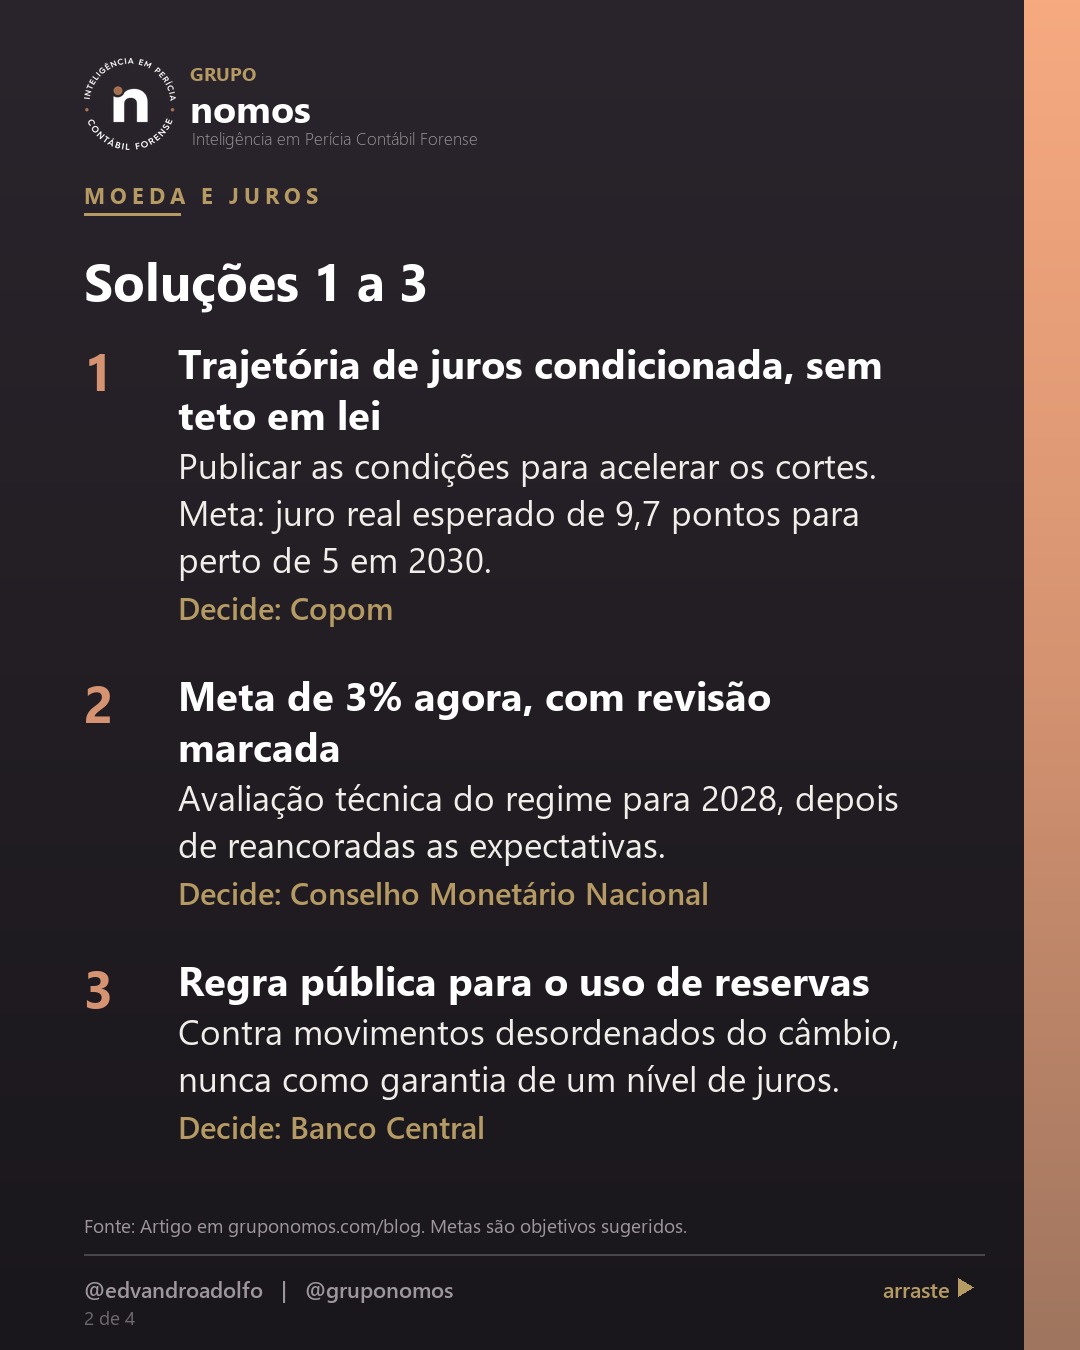 INTELIGÊNCIA EM PERÍCIA
CONTÁBIL FORENSE
n
GRUPO
nomos
Inteligência em Perícia Contábil Forense
MOEDA E JUROS
Soluções 1 a 3
1
Trajetória de juros condicionada, sem
teto em lei
Publicar as condições para acelerar os cortes.
Meta: juro real esperado de 9,7 pontos para
perto de 5 em 2030.
Decide: Copom
2
Meta de 3% agora, com revisão
marcada
Avaliação técnica do regime para 2028, depois
de reancoradas as expectativas.
Decide: Conselho Monetário Nacional
3
Regra pública para o uso de reservas
Contra movimentos desordenados do câmbio,
nunca como garantia de um nível de juros.
Decide: Banco Central
Fonte: Artigo em gruponomos.com/blog. Metas são objetivos sugeridos.
@edvandroadolfo | @gruponomos
arraste
2 de 4